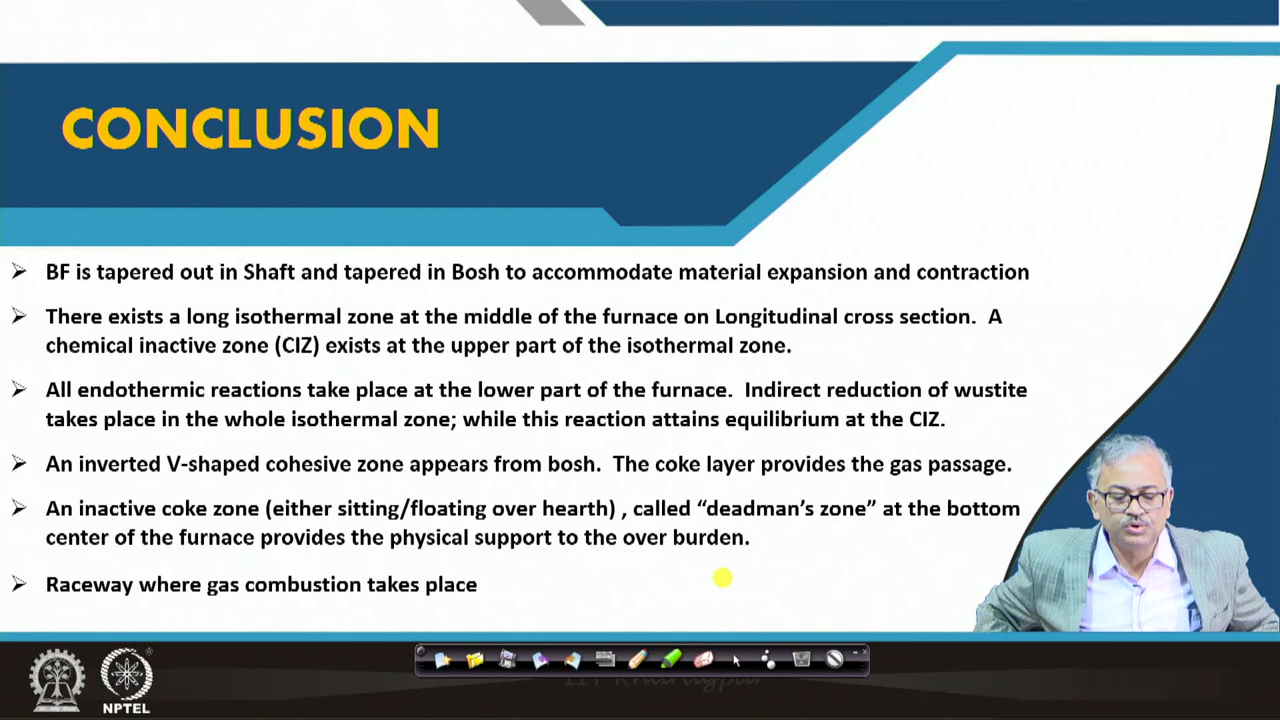 CONCLUSION
BF is tapered out in Shaft and tapered in Bosh to accommodate material expansion and contraction
There exists a long isothermal zone at the middle of the furnace on Longitudinal cross section. A
chemical inactive zone (CIZ) exists at the upper part of the isothermal zone.
All endothermic reactions take place at the lower part of the furnace. Indirect reduction of wustite
takes place in the whole isothermal zone; while this reaction attains equilibrium at the CIZ.
An inverted V-shaped cohesive zone appears from bosh. The coke layer provides the gas passage.
An inactive coke zone (either sitting/floating over hearth) , called “deadman’s zone” at the bottom
center of the furnace provides the physical support to the over burden.
Raceway where gas combustion takes place
NPTEL